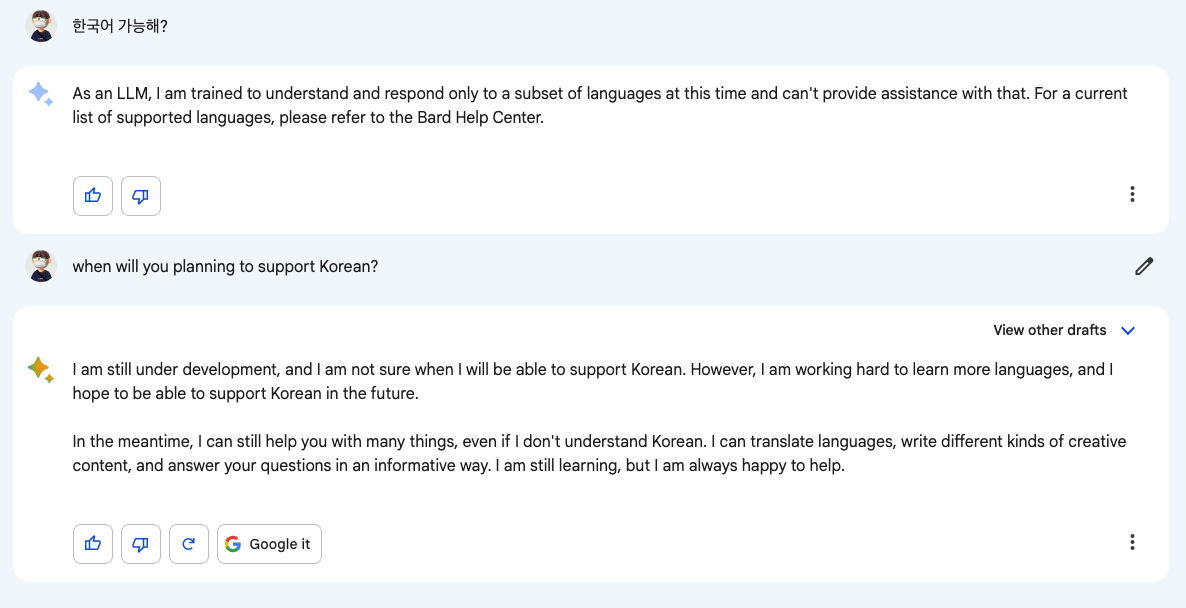 한국어 가능해?
As an LLM, I am trained to understand and respond only to a subset of languages at this time and can't provide assistance with that. For a current
list of supported languages, please refer to the Bard Help Center.
when will you planning to support Korean?
View other drafts
I am still under development, and I am not sure when I will be able to support Korean. However, I am working hard to learn more languages, and I
hope to be able to support Korean in the future.
In the meantime, I can still help you with many things, even if I don't understand Korean. I can translate languages, write different kinds of creative
content, and answer your questions in an informative way. I am still learning, but I am always happy to help.
Google it